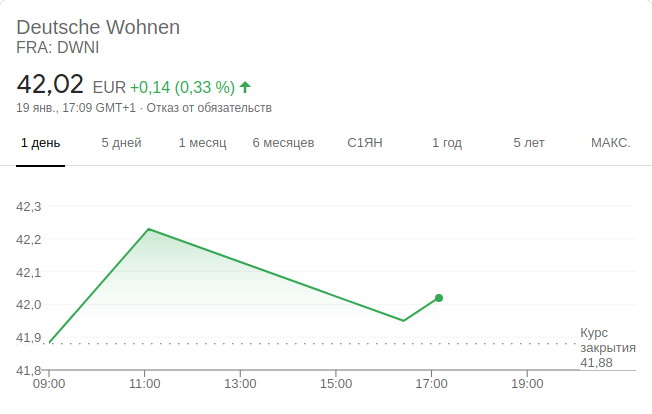 Deutsche Wohnen
FRA: DWNI
42,02 EUR +0,14 (0,33 %)
19 янв., 17:09 GMT+1 · Отказ от обязательств
1 день 5 дней 1 месяц 6 месяцев С1ЯН 1 год 5 лет МАКС.
42,3
42,2
42,1
42,0
41,9
Курс
закрытия
41,88
41,8
09:00 11:00 13:00 15:00 17:00 19:00